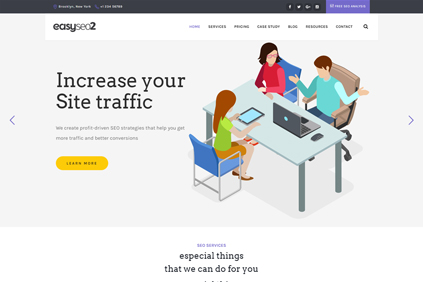 Brooklyn, New York +1 234 56789 FREE SEO ANALYSIS
easyseo2 HOME SERVICES PRICING CASE STUDY BLOG RESOURCES CONTACT
Increase your
Site traffic
We create profit-driven SEO strategies that help you get
more traffic and better conversions
LEARN MORE
SEO SERVICES
especial things
that we can do for you